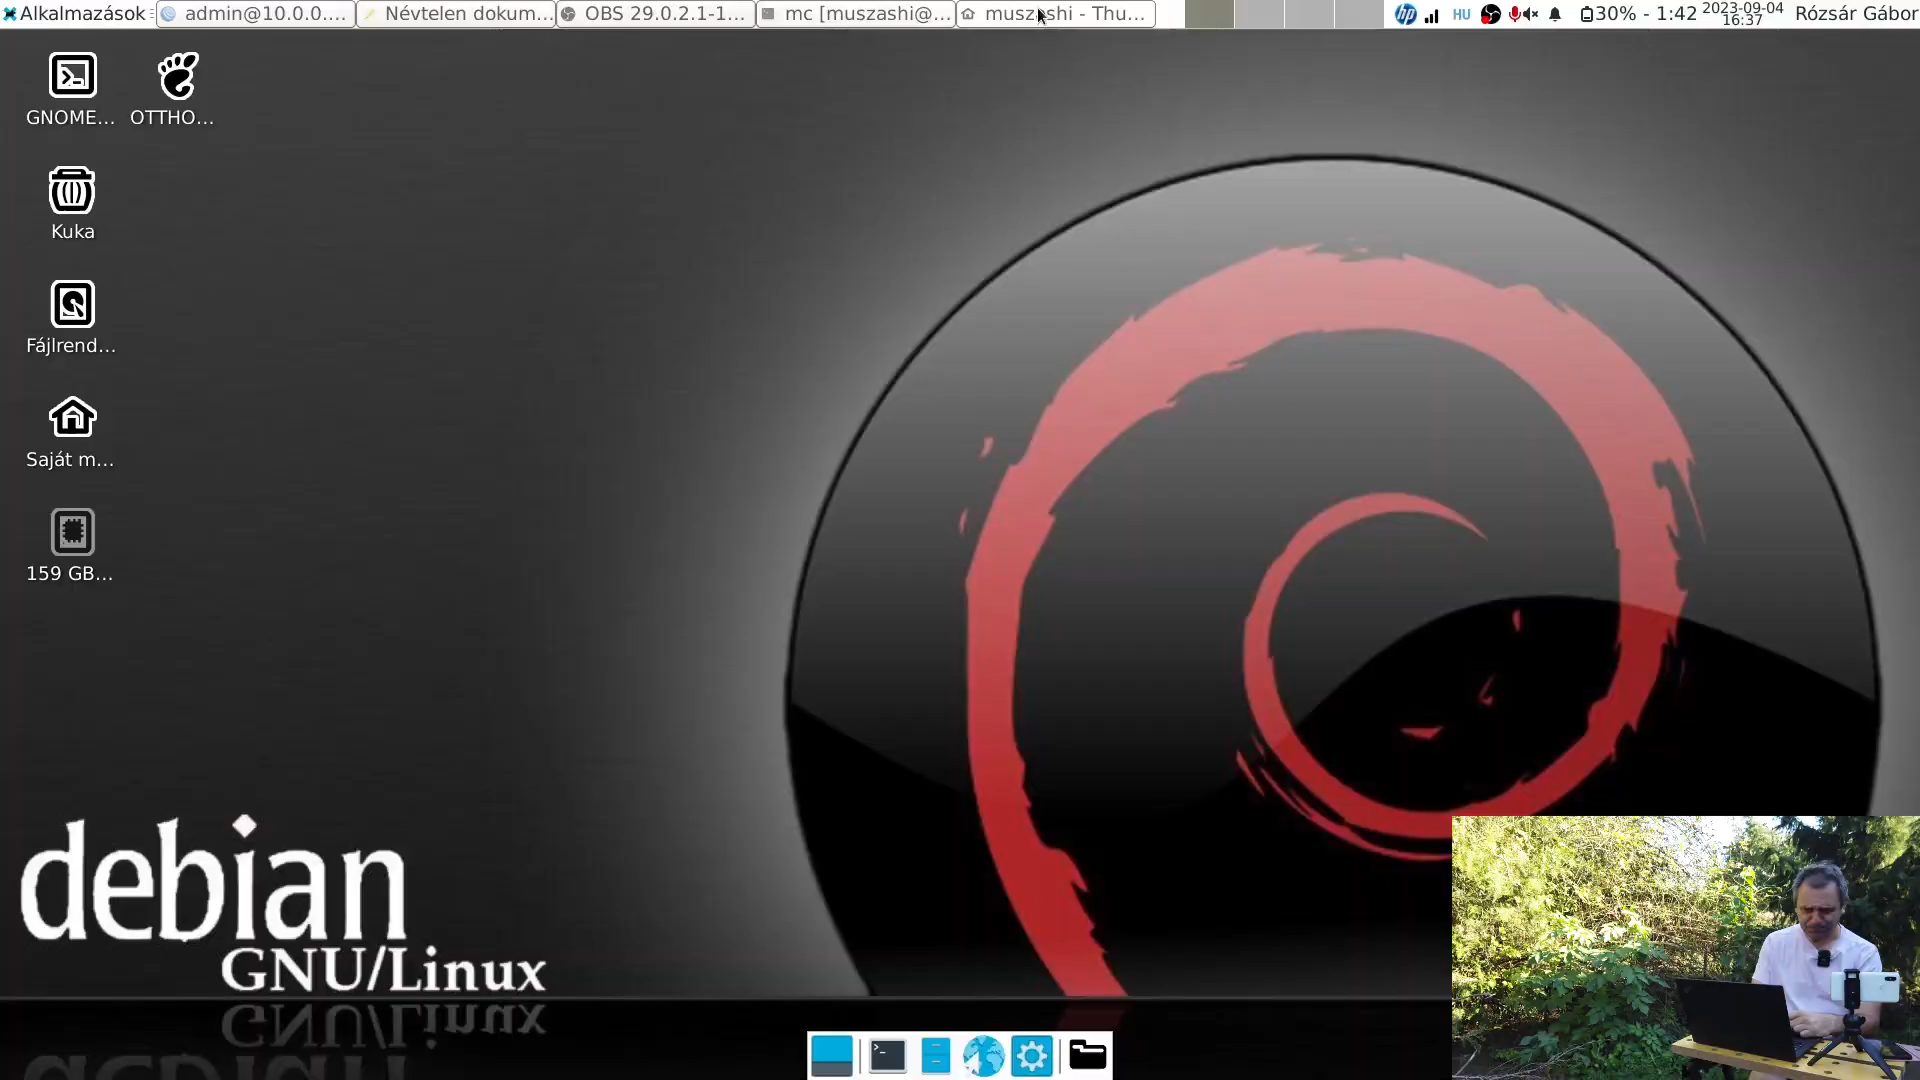 Alkalmazások
admin@10.0.0....
Névtelen dokum...
OBS 29.0.2.1-1...
mc [muszashi@...
muszashi - Thu...
hp
HU
30% - 1:42
2023-09-04
16:37
Rózsár Gábor
GNOME...
OTTHO...
Kuka
Fájlrend...
Saját m...
159 GB...
debian
GNU/Linux